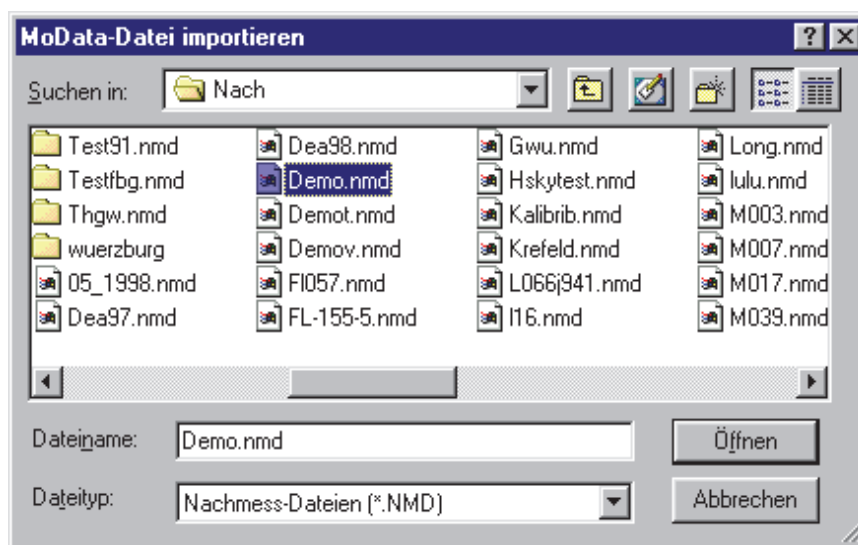 MoData-Datei importieren
Suchen in: Nach
Test91.nmd Dea98.nmd Gwu.nmd Long.nmd
Testfbg.nmd Demo.nmd Hskytest.nmd lulu.nmd
Thgw.nmd Demot.nmd Kalibrib.nmd M003.nmd
wuerzburg Demov.nmd Krefeld.nmd M007.nmd
05_1998.nmd Fl057.nmd L066j941.nmd M017.nmd
Dea97.nmd FL-155-5.nmd l16.nmd M039.nmd
Dateiname: Demo.nmd Öffnen
Dateityp: Nachmess-Dateien (*.NMD) Abbrechen